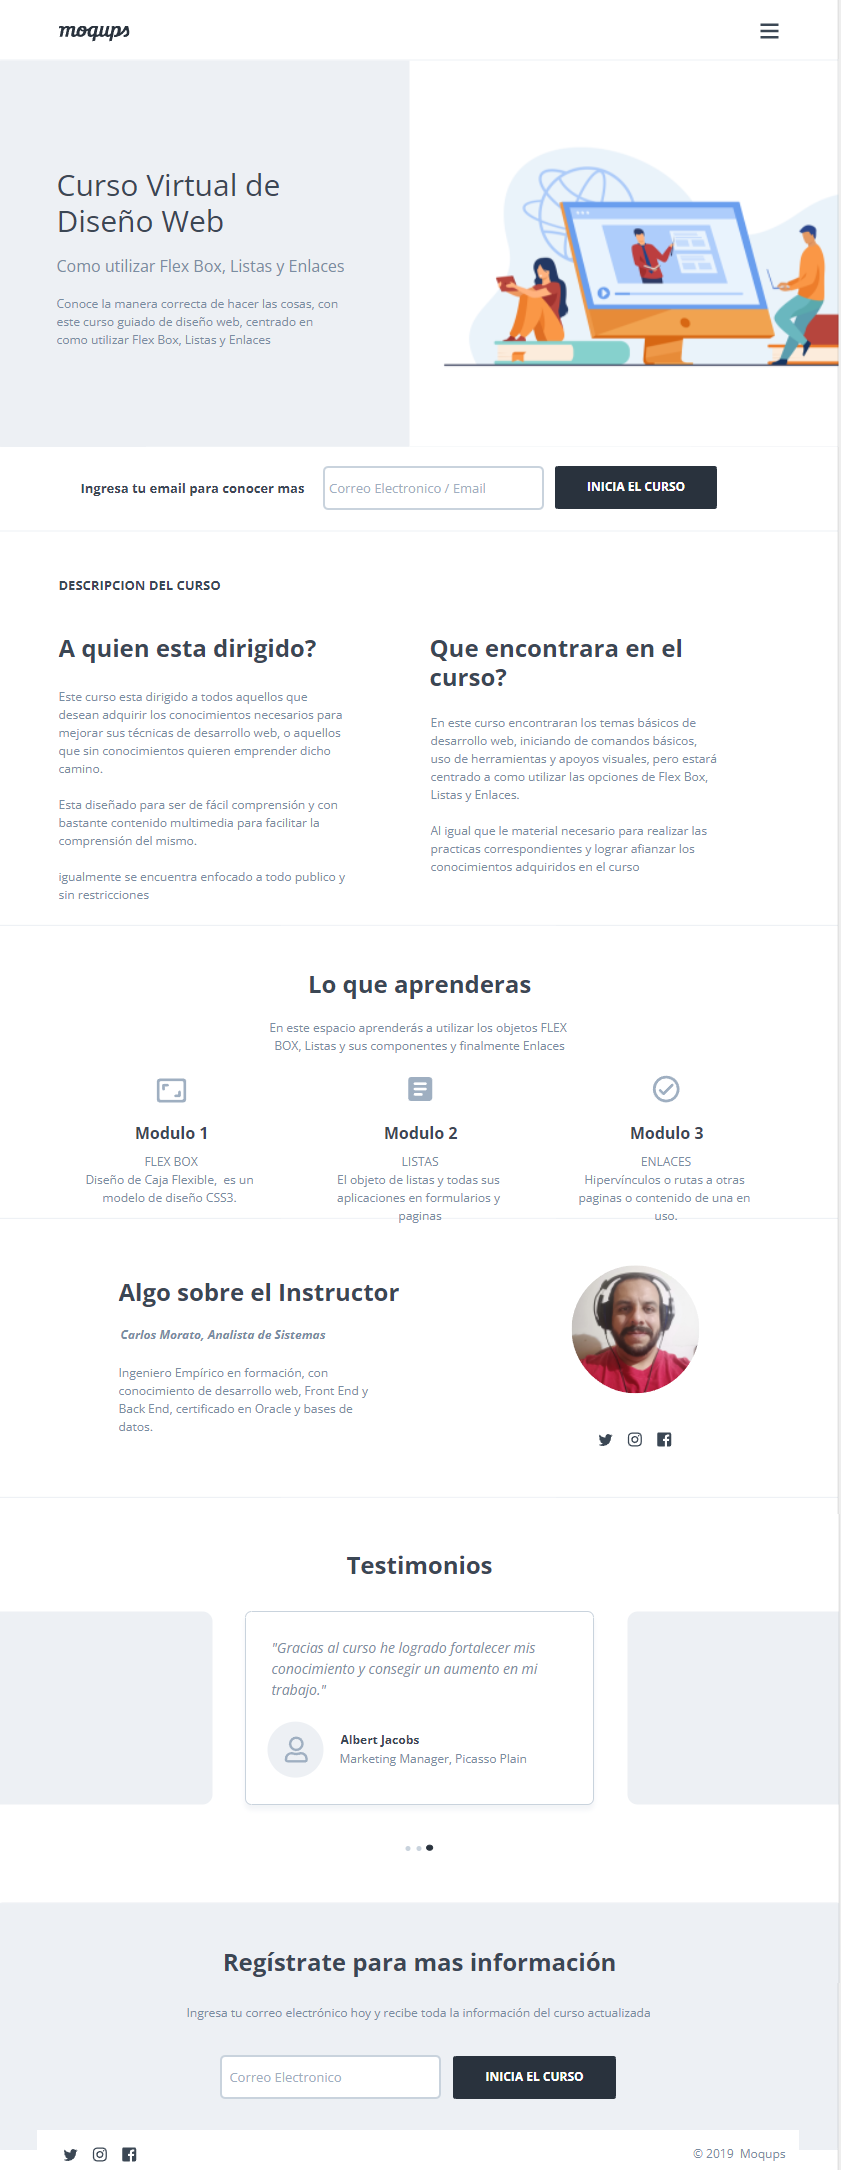 moqups
Curso Virtual de
Diseño Web
Como utilizar Flex Box, Listas y Enlaces
Conoce la manera correcta de hacer las cosas, con
este curso guiado de diseño web, centrado en
como utilizar Flex Box, Listas y Enlaces
Ingresa tu email para conocer mas
Correo Electronico / Email
INICIA EL CURSO
DESCRIPCION DEL CURSO
A quien esta dirigido?
Este curso esta dirigido a todos aquellos que
desean adquirir los conocimientos necesarios para
mejorar sus técnicas de desarrollo web, o aquellos
que sin conocimientos quieren emprender dicho
camino.
Esta diseñado para ser de fácil comprensión y con
bastante contenido multimedia para facilitar la
comprensión del mismo.
igualmente se encuentra enfocado a todo publico y
sin restricciones
Que encontrara en el
curso?
En este curso encontraran los temas básicos de
desarrollo web, iniciando de comandos básicos,
uso de herramientas y apoyos visuales, pero estará
centrado a como utilizar las opciones de Flex Box,
Listas y Enlaces.
Al igual que le material necesario para realizar las
practicas correspondientes y lograr afianzar los
conocimientos adquiridos en el curso
Lo que aprenderas
En este espacio aprenderás a utilizar los objetos FLEX
BOX, Listas y sus componentes y finalmente Enlaces
Modulo 1
FLEX BOX
Diseño de Caja Flexible,  es un
modelo de diseño CSS3.
Modulo 2
LISTAS
El objeto de listas y todas sus
aplicaciones en formularios y
paginas
Modulo 3
ENLACES
Hipervínculos o rutas a otras
paginas o contenido de una en
uso.
Algo sobre el Instructor
Carlos Morato, Analista de Sistemas
Ingeniero Empírico en formación, con
conocimiento de desarrollo web, Front End y
Back End, certificado en Oracle y bases de
datos.
Testimonios
"Gracias al curso he logrado fortalecer mis
conocimiento y consegir un aumento en mi
trabajo."
Albert Jacobs
Marketing Manager, Picasso Plain
Regístrate para mas información
Ingresa tu correo electrónico hoy y recibe toda la información del curso actualizada
Correo Electronico
INICIA EL CURSO
© 2019  Moqups